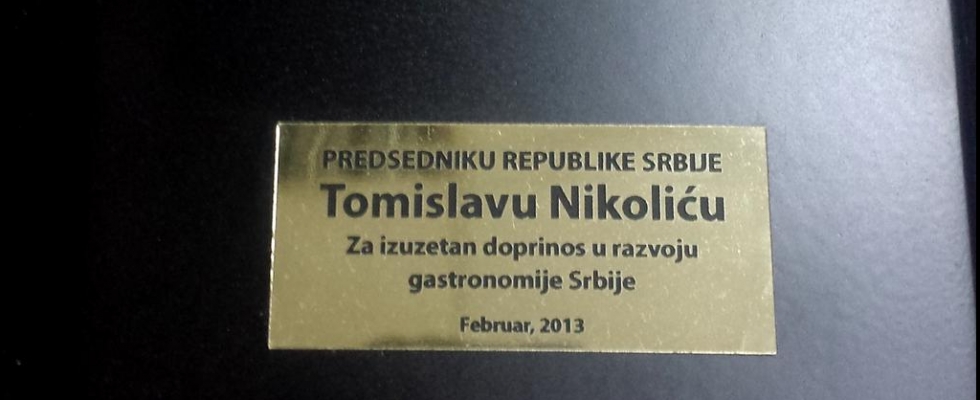 PREDSEDNIKU REPUBLIKE SRBIJE
Tomislavu Nikoliću
Za izuzetan doprinos u razvoju
gastronomije Srbije
Februar, 2013